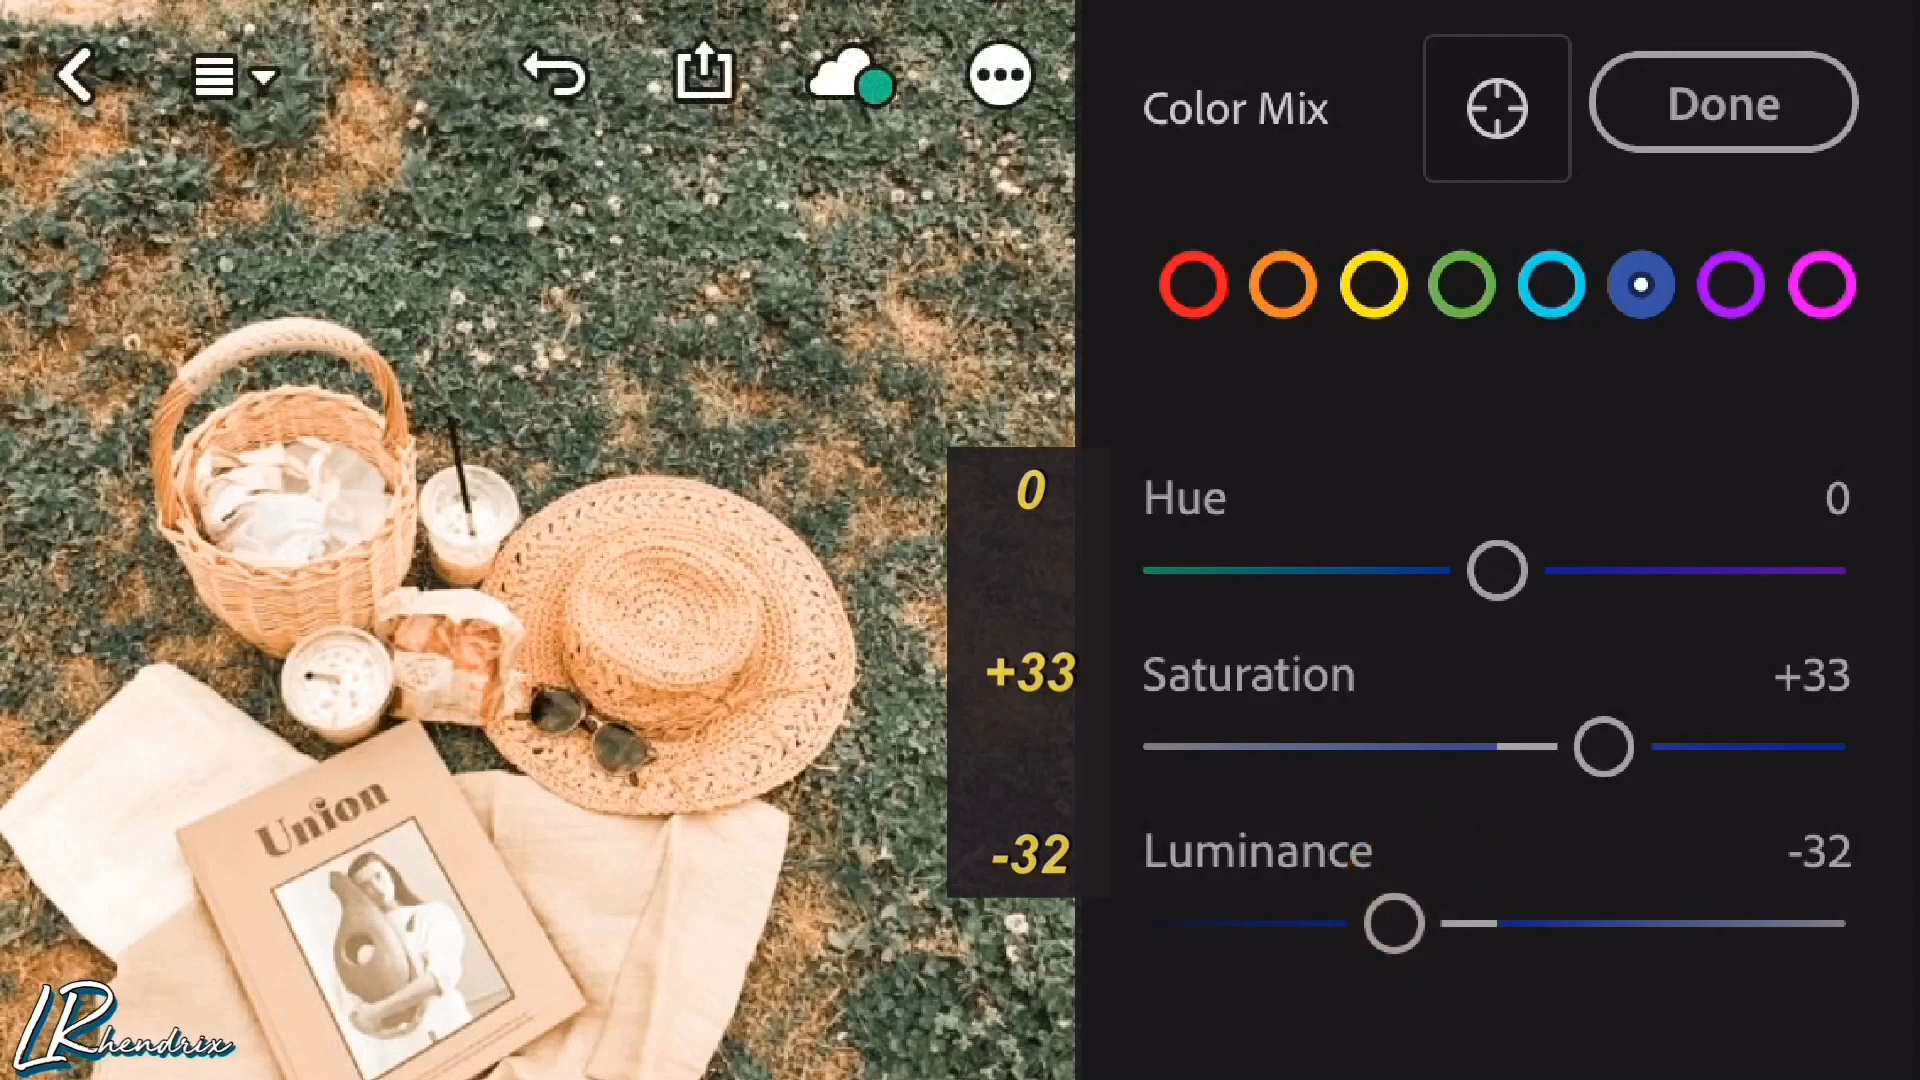 Color Mix
Done
0
Hue
0
+33
Saturation
+33
-32
Luminance
-32
Union
LRhendrix